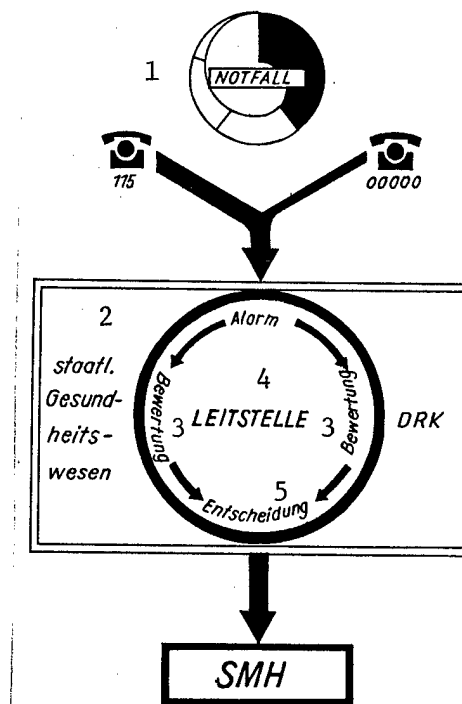 1
NOTFALL
115
00000
2
Alarm
staatl.
Gesund-
heits-
wesen
4
Bewertung
3
LEITSTELLE
3
Bewertung
DRK
5
Entscheidung
SMH